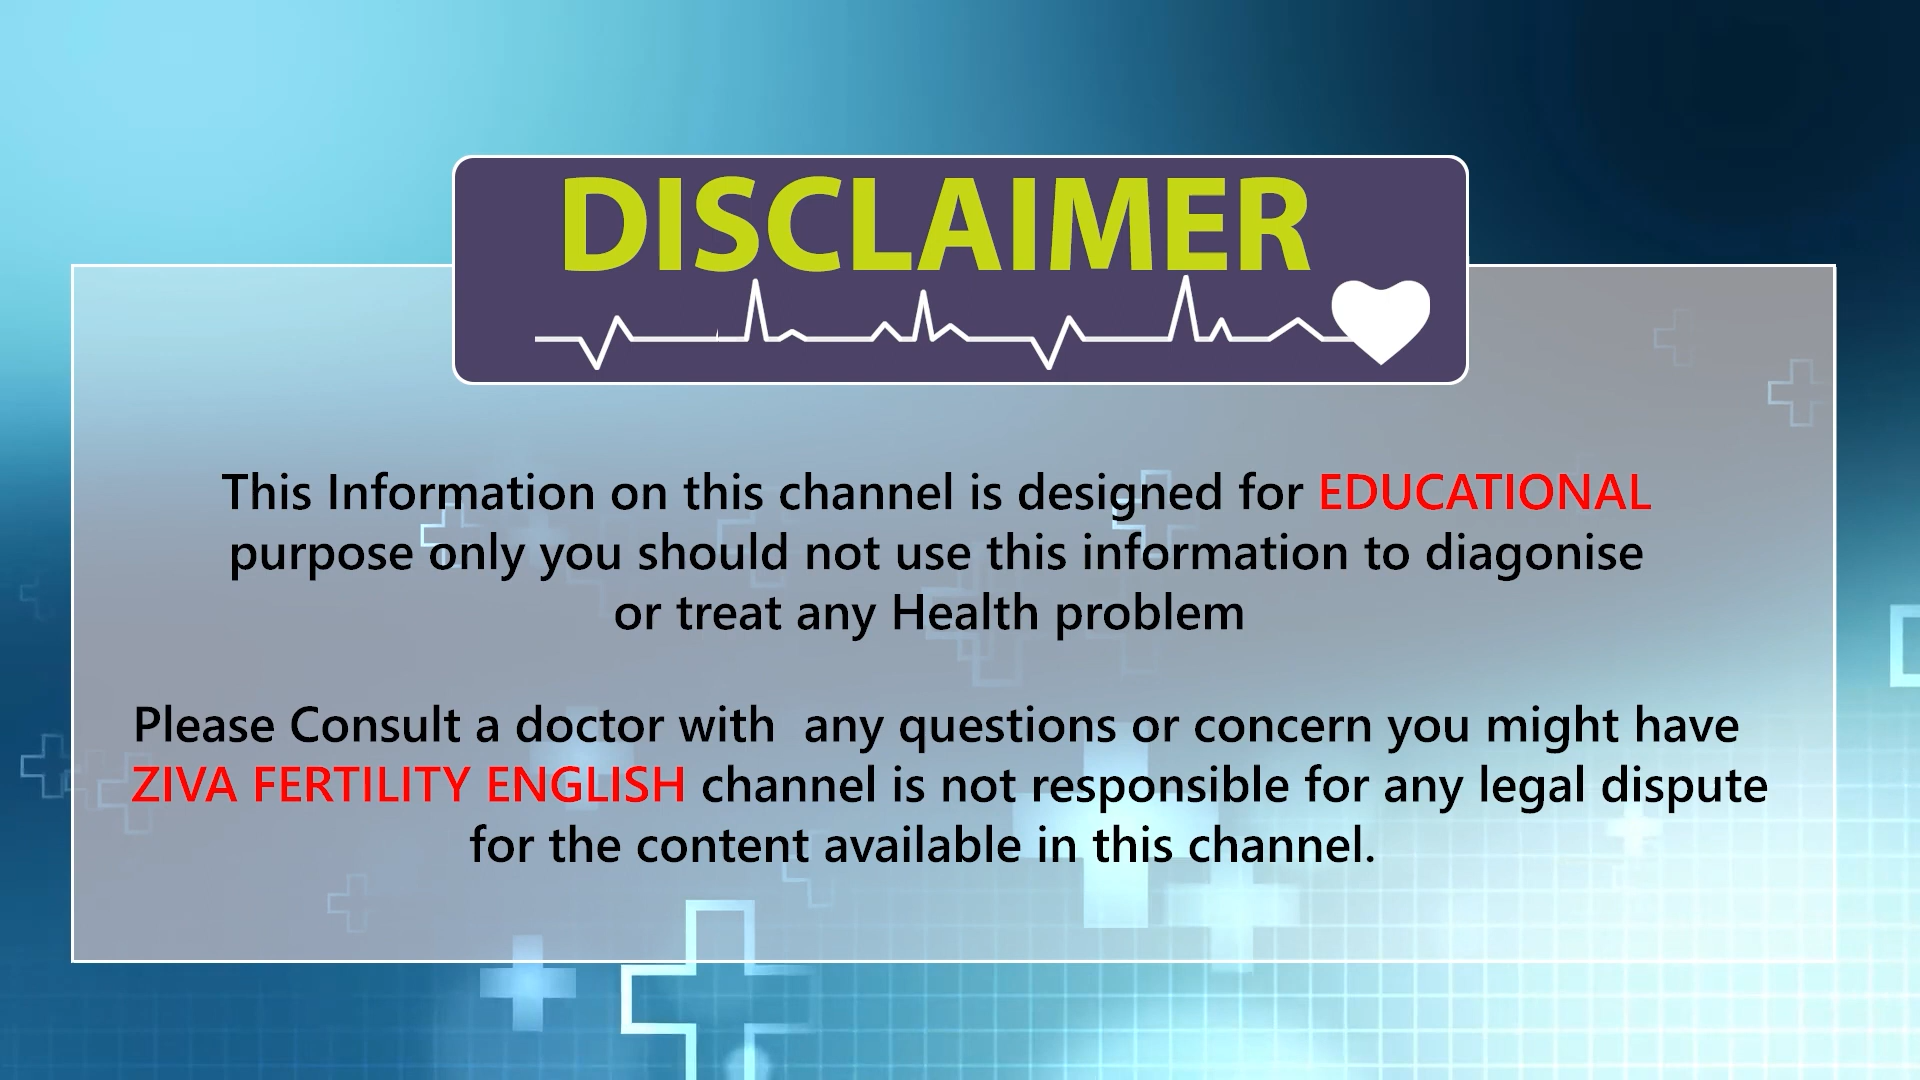 DISCLAIMER
This Information on this channel is designed for EDUCATIONAL
purpose only you should not use this information to diagonise
or treat any Health problem
Please Consult a doctor with  any questions or concern you might have
ZIVA FERTILITY ENGLISH channel is not responsible for any legal dispute
for the content available in this channel.